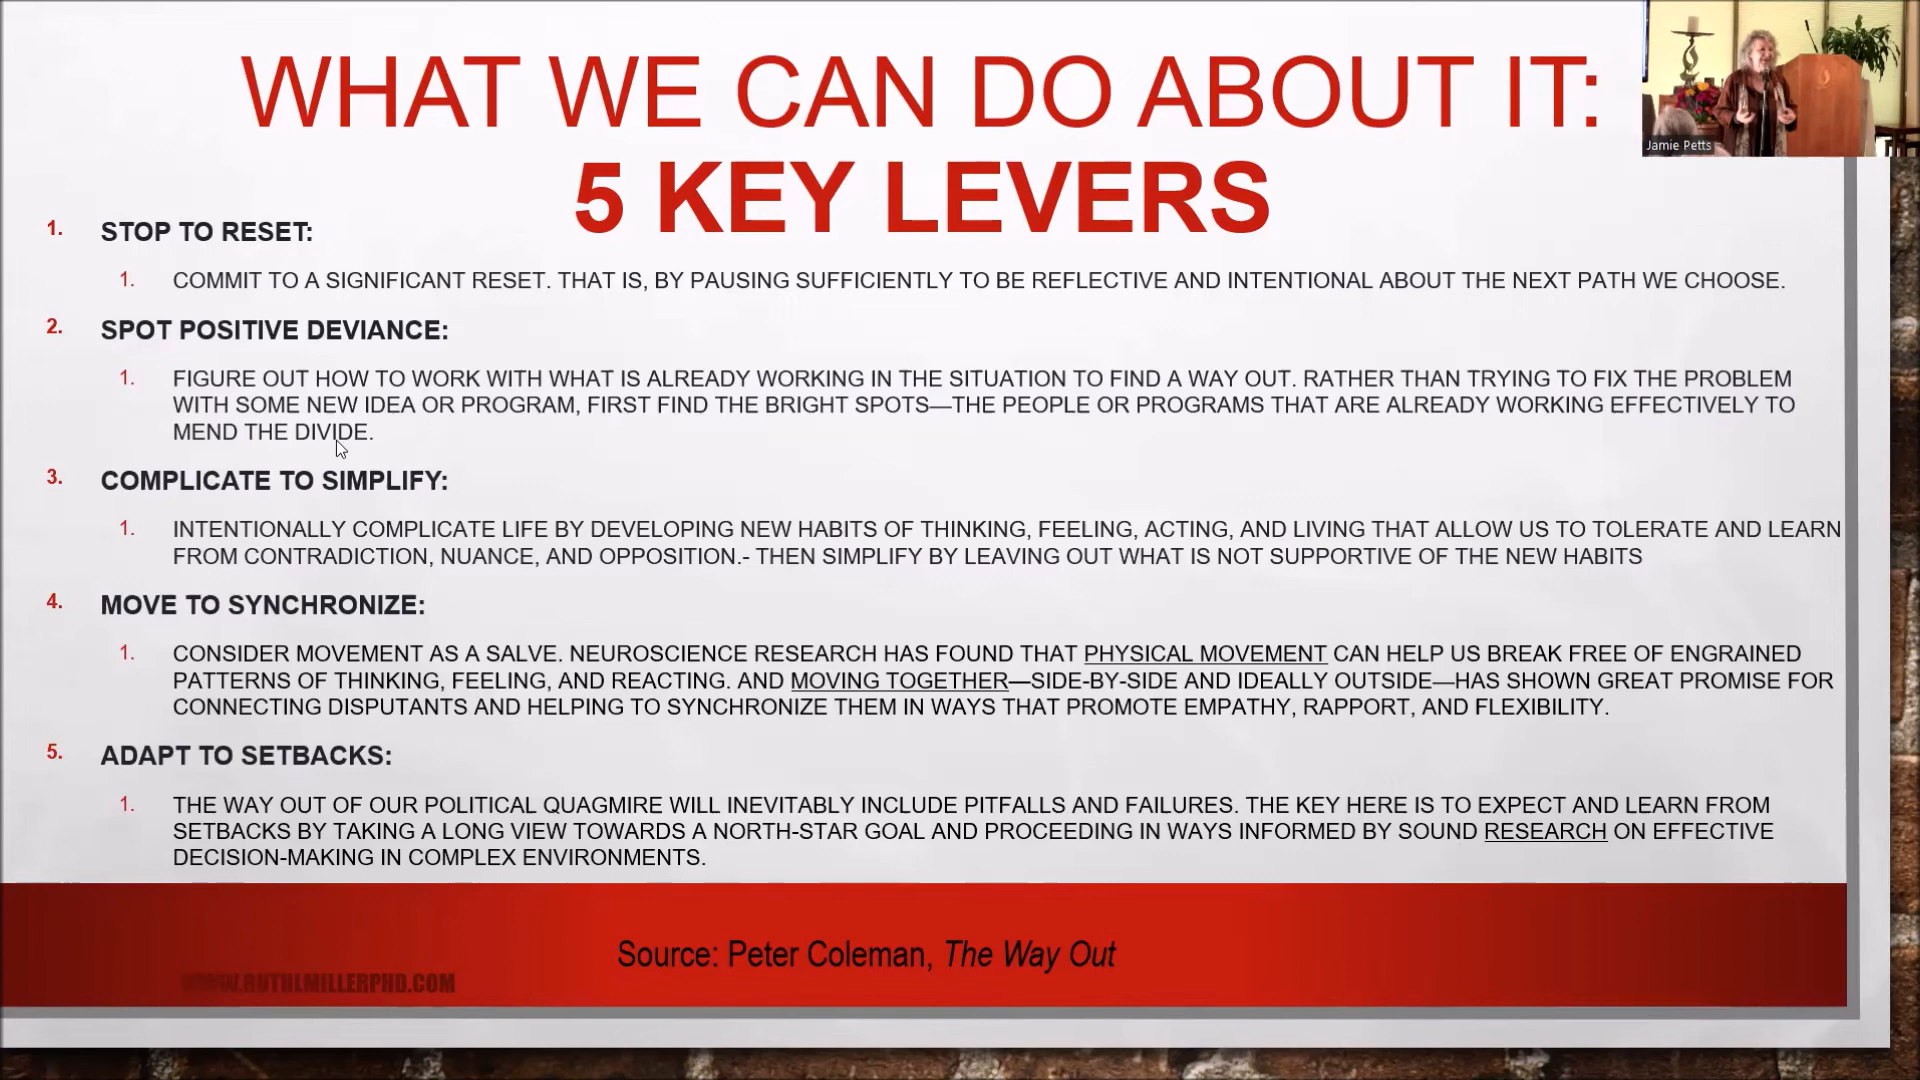 WHAT WE CAN DO ABOUT IT:
5 KEY LEVERS
Jamie Petts
1. STOP TO RESET:
1. COMMIT TO A SIGNIFICANT RESET. THAT IS, BY PAUSING SUFFICIENTLY TO BE REFLECTIVE AND INTENTIONAL ABOUT THE NEXT PATH WE CHOOSE.
2. SPOT POSITIVE DEVIANCE:
1. FIGURE OUT HOW TO WORK WITH WHAT IS ALREADY WORKING IN THE SITUATION TO FIND A WAY OUT. RATHER THAN TRYING TO FIX THE PROBLEM
WITH SOME NEW IDEA OR PROGRAM, FIRST FIND THE BRIGHT SPOTS—THE PEOPLE OR PROGRAMS THAT ARE ALREADY WORKING EFFECTIVELY TO
MEND THE DIVIDE.
3. COMPLICATE TO SIMPLIFY:
1. INTENTIONALLY COMPLICATE LIFE BY DEVELOPING NEW HABITS OF THINKING, FEELING, ACTING, AND LIVING THAT ALLOW US TO TOLERATE AND LEARN
FROM CONTRADICTION, NUANCE, AND OPPOSITION.- THEN SIMPLIFY BY LEAVING OUT WHAT IS NOT SUPPORTIVE OF THE NEW HABITS
4. MOVE TO SYNCHRONIZE:
1. CONSIDER MOVEMENT AS A SALVE. NEUROSCIENCE RESEARCH HAS FOUND THAT PHYSICAL MOVEMENT CAN HELP US BREAK FREE OF ENGRAINED
PATTERNS OF THINKING, FEELING, AND REACTING. AND MOVING TOGETHER—SIDE-BY-SIDE AND IDEALLY OUTSIDE—HAS SHOWN GREAT PROMISE FOR
CONNECTING DISPUTANTS AND HELPING TO SYNCHRONIZE THEM IN WAYS THAT PROMOTE EMPATHY, RAPPORT, AND FLEXIBILITY.
5. ADAPT TO SETBACKS:
1. THE WAY OUT OF OUR POLITICAL QUAGMIRE WILL INEVITABLY INCLUDE PITFALLS AND FAILURES. THE KEY HERE IS TO EXPECT AND LEARN FROM
SETBACKS BY TAKING A LONG VIEW TOWARDS A NORTH-STAR GOAL AND PROCEEDING IN WAYS INFORMED BY SOUND RESEARCH ON EFFECTIVE
DECISION-MAKING IN COMPLEX ENVIRONMENTS.
Source: Peter Coleman, The Way Out
WWW.RUTHLMILLERPHD.COM